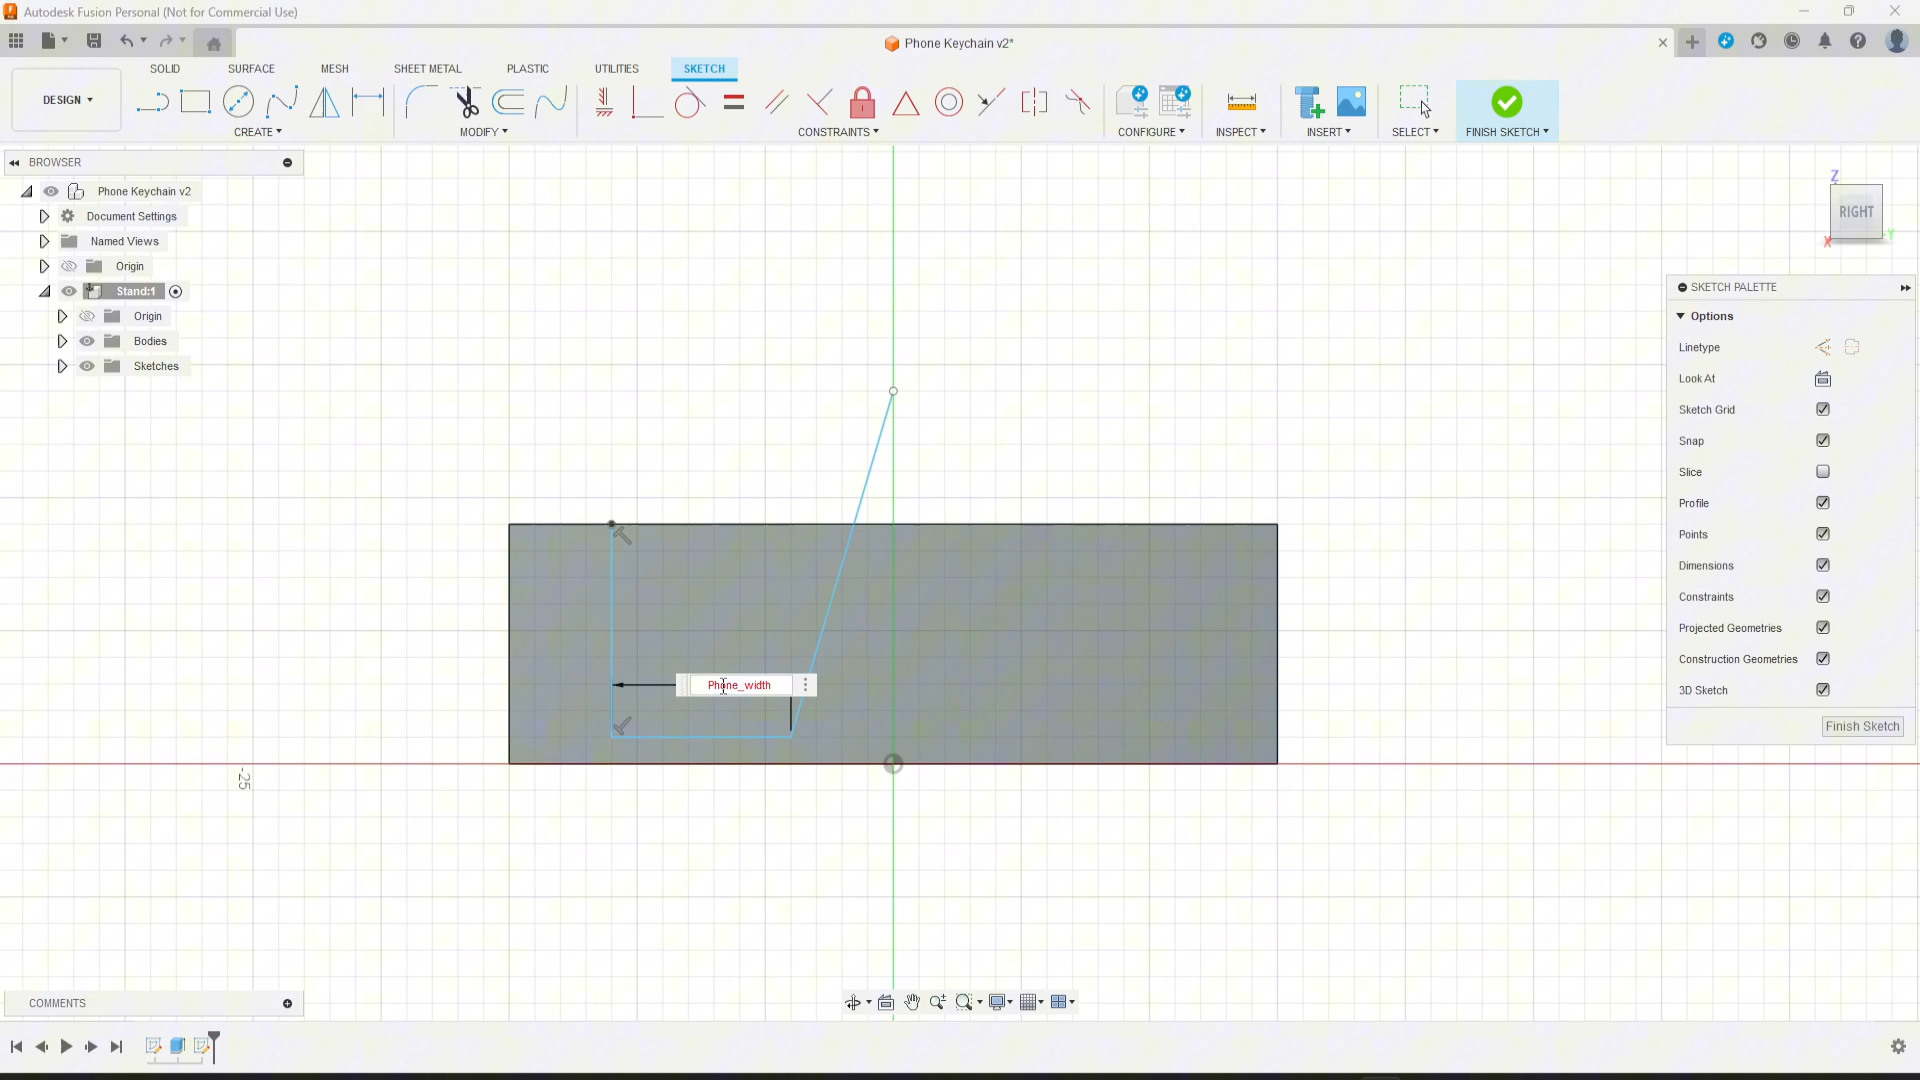 Autodesk Fusion Personal (Not for Commercial Use)
Phone Keychain v2*
DESIGN
SOLID
SURFACE
MESH
SHEET METAL
PLASTIC
UTILITIES
SKETCH
CREATE
MODIFY
CONSTRAINTS
CONFIGURE
INSPECT
INSERT
SELECT
FINISH SKETCH
BROWSER
Phone Keychain v2
Document Settings
Named Views
Origin
Stand:1
Origin
Bodies
Sketches
Z
RIGHT
X
Y
SKETCH PALETTE
Options
Linetype
Look At
Sketch Grid
Snap
Slice
Profile
Points
Dimensions
Constraints
Projected Geometries
Construction Geometries
3D Sketch
Finish Sketch
Phone_width
-25
COMMENTS